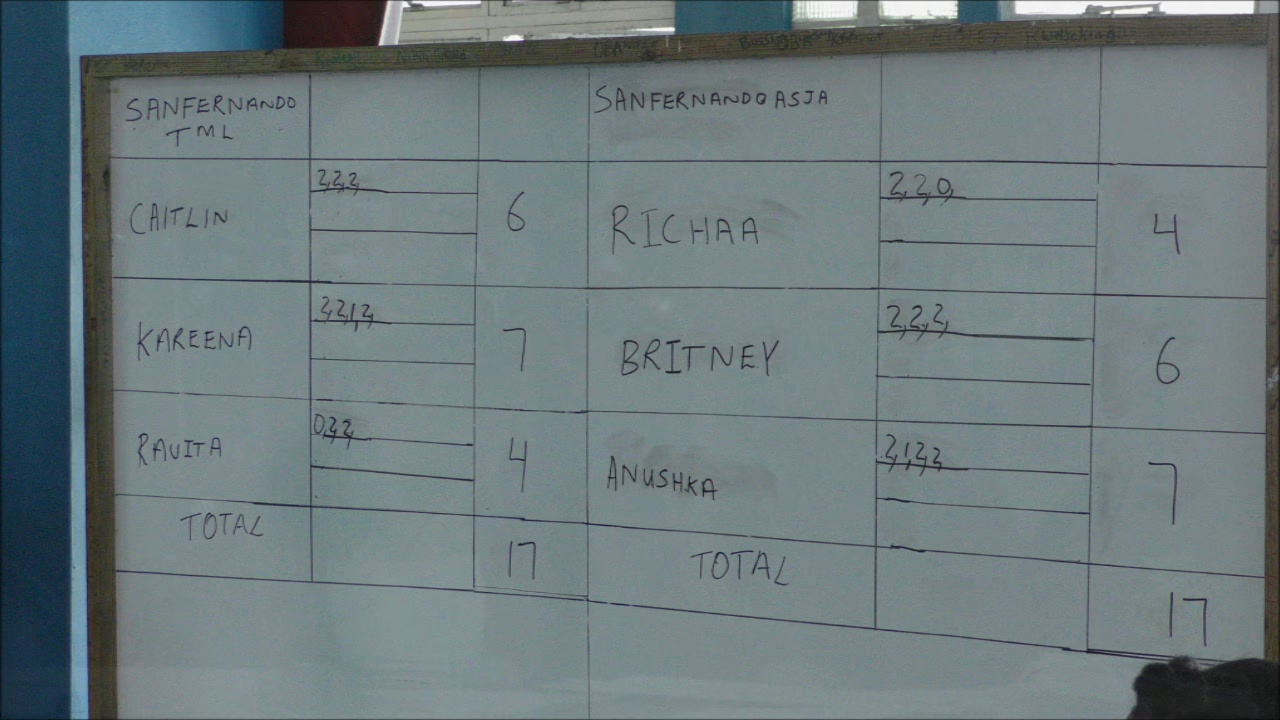 SANFERNANDO
TML
SANFERNANDO ASJA
CAITLIN
2,2,2,
6
RICHAA
2,2,0,
4
KAREENA
2,2,1,2,
7
BRITNEY
2,2,2,
6
RAVITA
0,2,2,
4
ANUSHKA
2,1,2,2
7
TOTAL
17
TOTAL
17